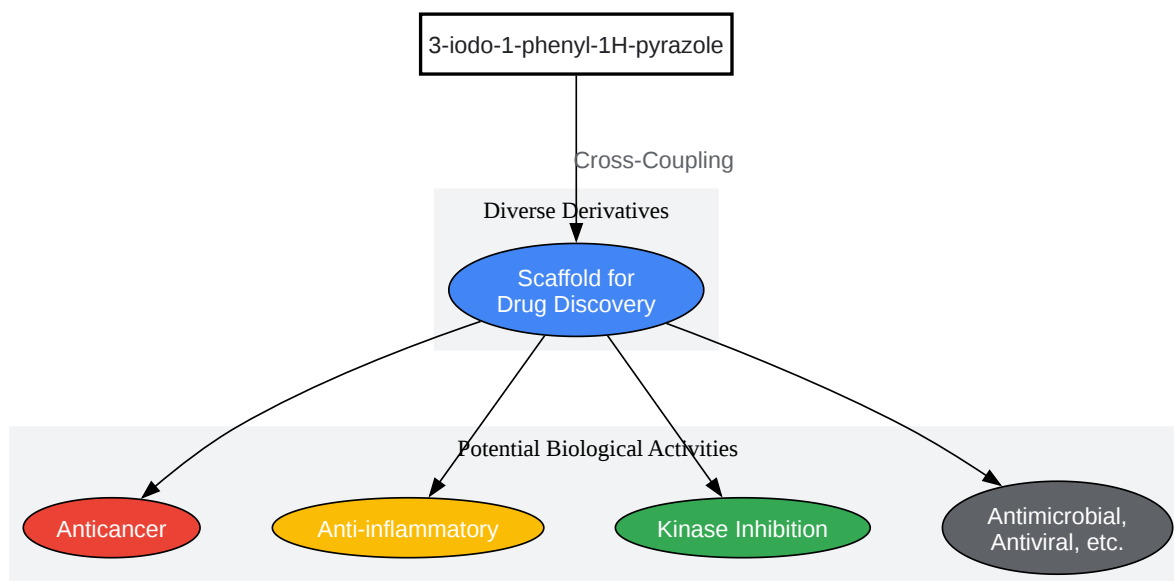 3-iodo-1-phenyl-1H-pyrazole
Cross-Coupling
Diverse Derivatives
Scaffold for
Drug Discovery
Potential Biological Activities
Anticancer
Anti-inflammatory
Kinase Inhibition
Antimicrobial,
Antiviral, etc.